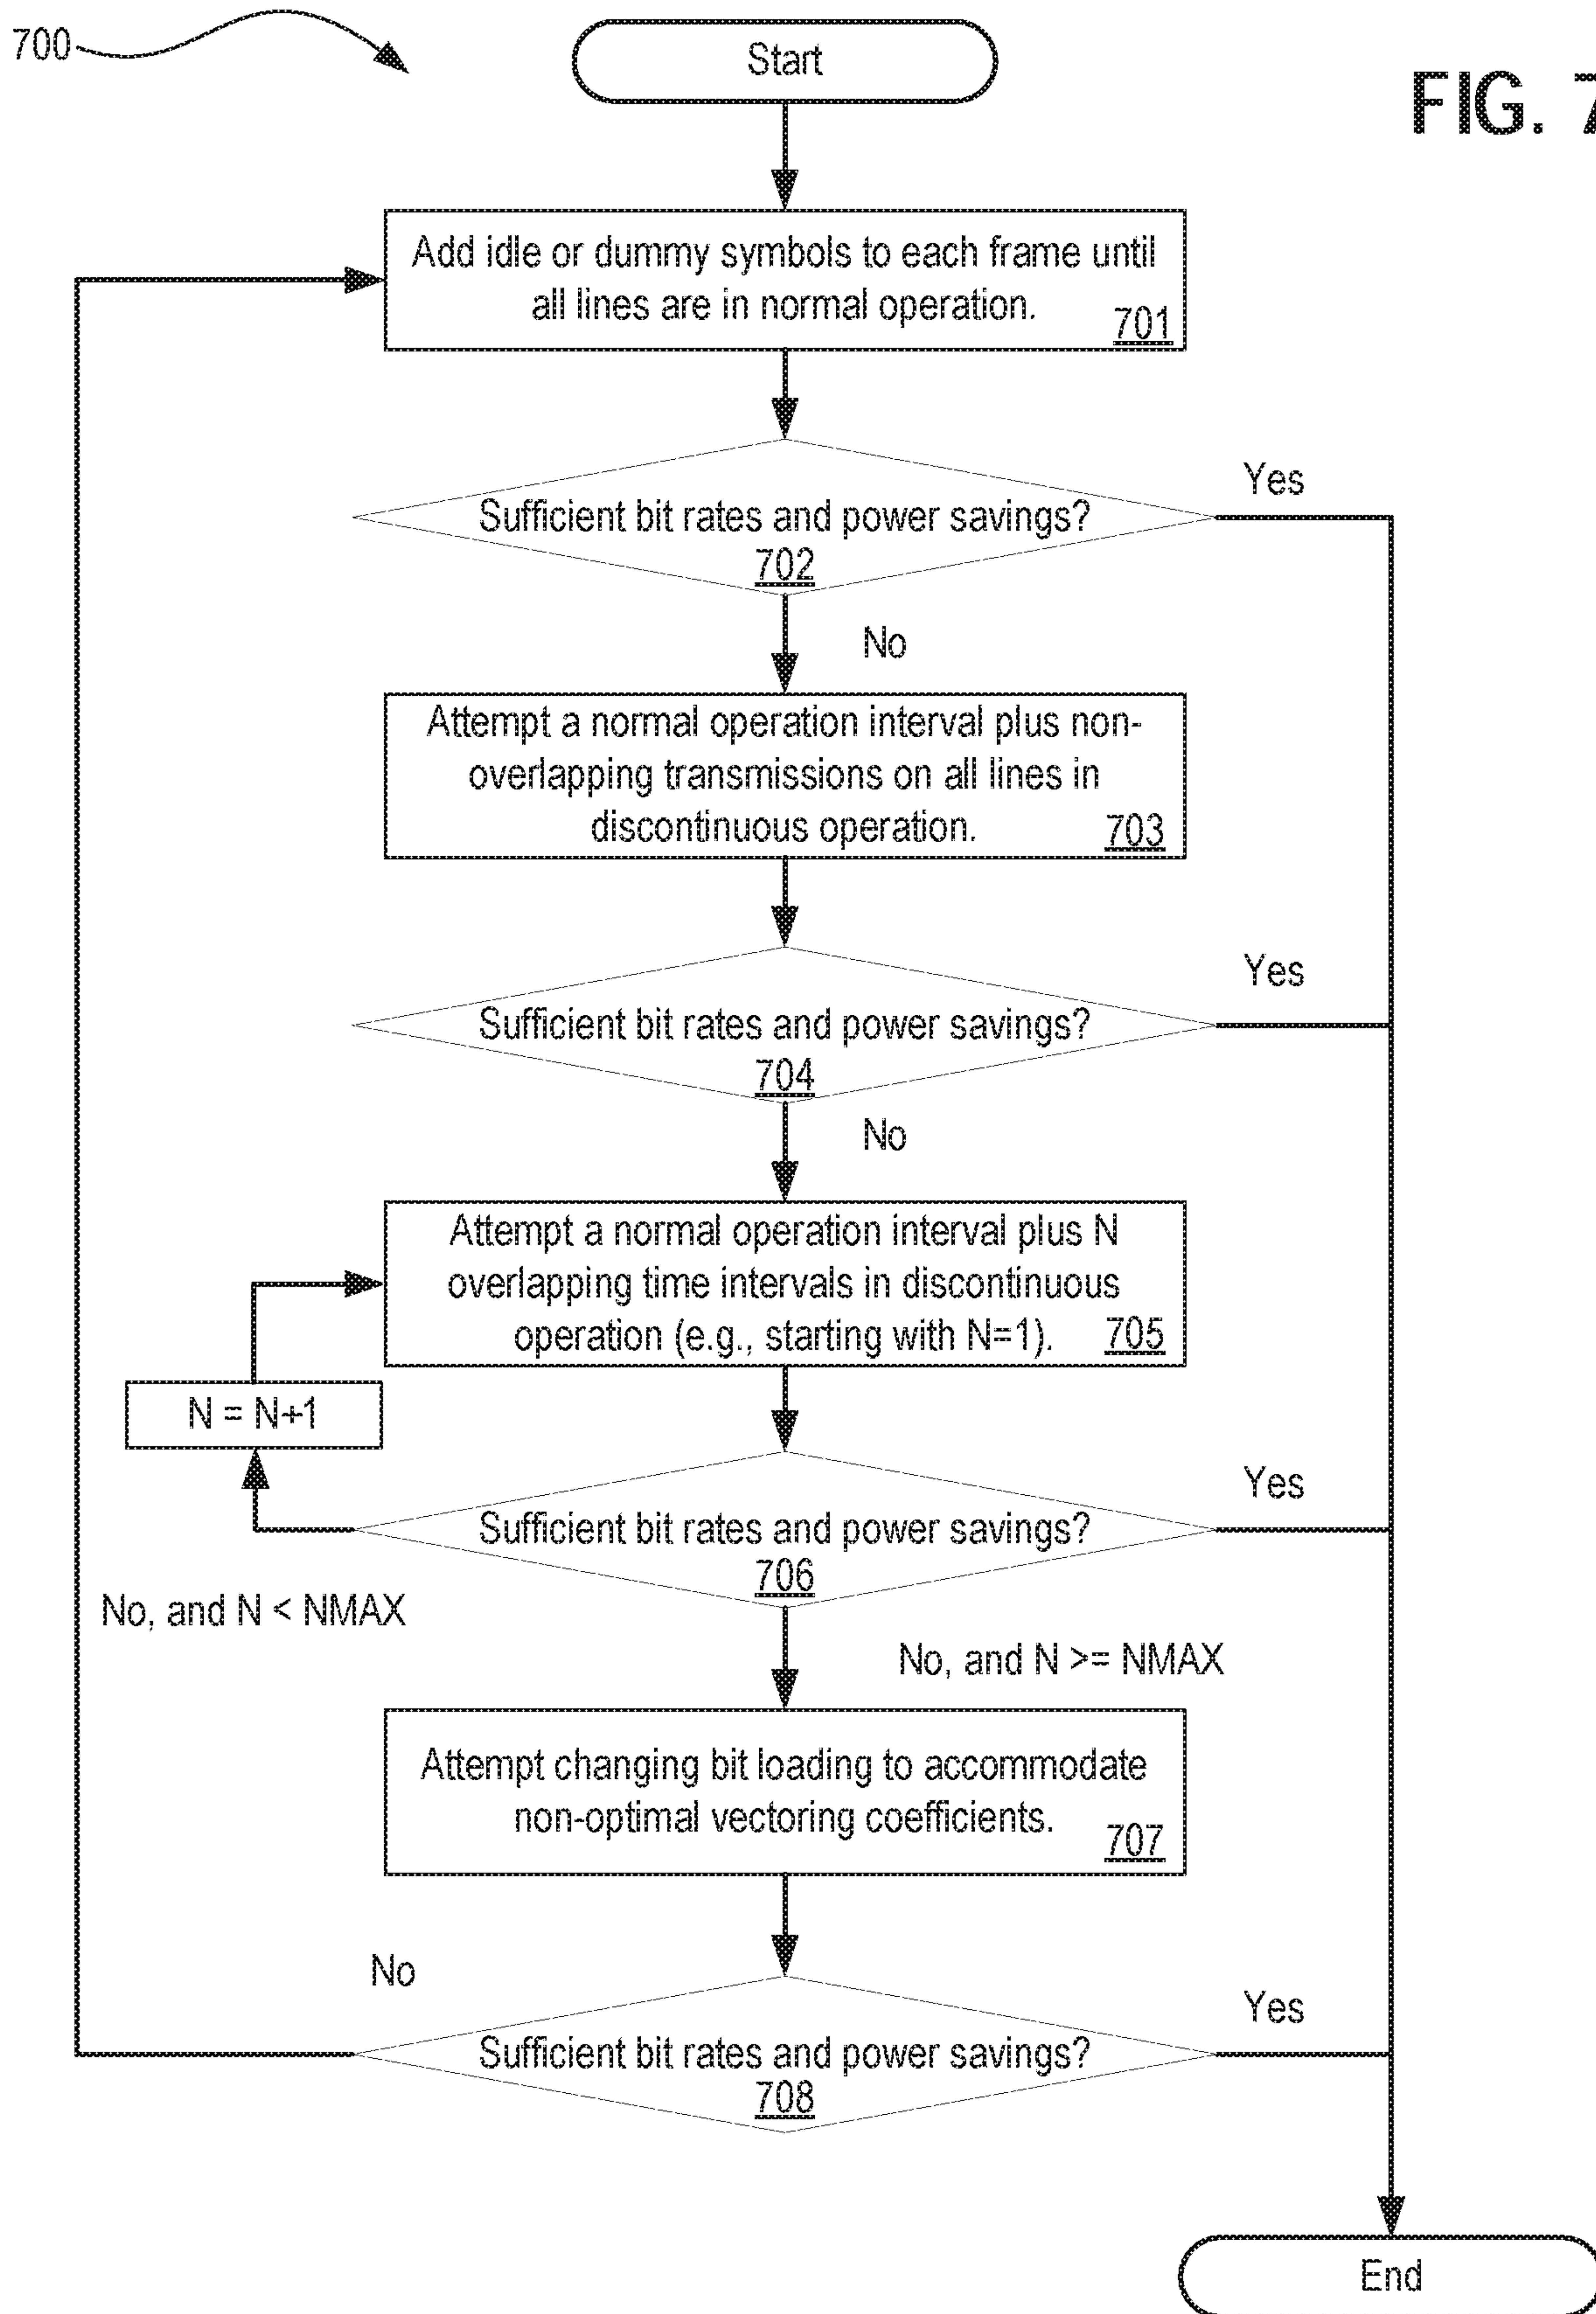 700
Start
FIG. 7
Add idle or dummy symbols to each frame until
all lines are in normal operation.
701
Yes
Sufficient bit rates and power savings?
702
No
Attempt a normal operation interval plus non-
overlapping transmissions on all lines in
discontinuous operation.
703
Yes
Sufficient bit rates and power savings?
704
No
Attempt a normal operation interval plus N
overlapping time intervals in discontinuous
operation (e.g., starting with N=1).
705
N = N+1
Yes
Sufficient bit rates and power savings?
706
No, and N < NMAX
No, and N >= NMAX
Attempt changing bit loading to accommodate
non-optimal vectoring coefficients.
707
No
Yes
Sufficient bit rates and power savings?
708
End